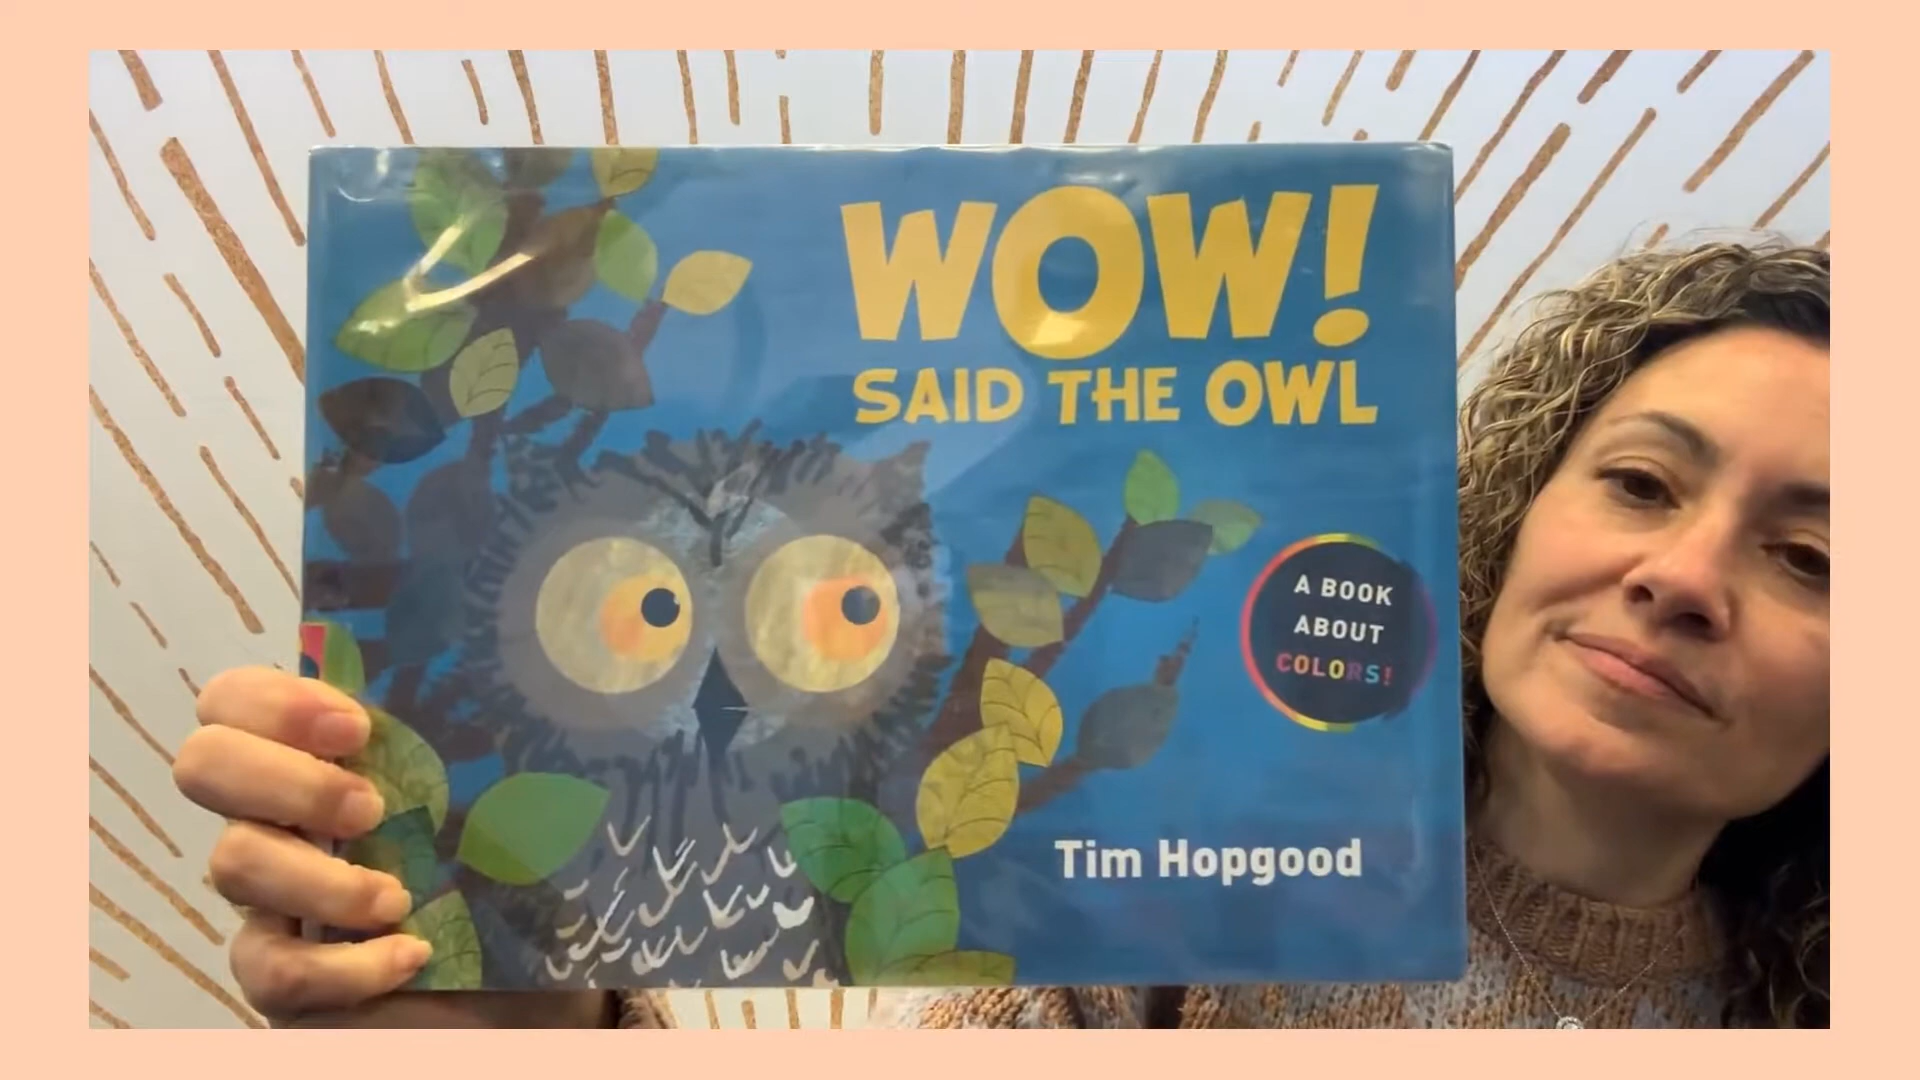 WOW!
SAID THE OWL
A BOOK
ABOUT
COLORS!
Tim Hopgood